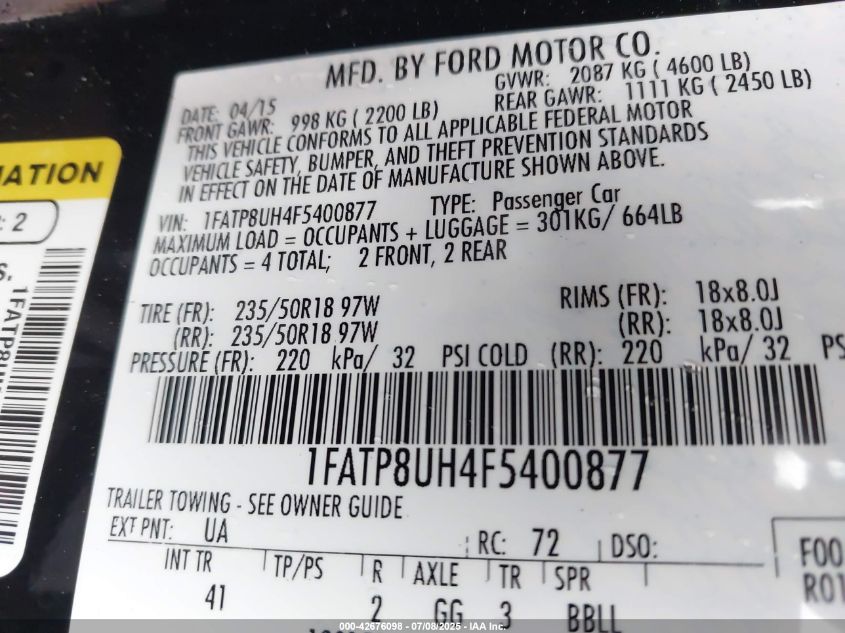 MFD. BY FORD MOTOR CO.
DATE: 04/15 GVWR: 2087 KG ( 4600 LB)
FRONT GAWR: 998 KG ( 2200 LB) REAR GAWR: 1111 KG ( 2450 LB)
THIS VEHICLE CONFORMS TO ALL APPLICABLE FEDERAL MOTOR
VEHICLE SAFETY, BUMPER, AND THEFT PREVENTION STANDARDS
IN EFFECT ON THE DATE OF MANUFACTURE SHOWN ABOVE.
VIN: 1FATP8UH4F5400877 TYPE: Passenger Car
MAXIMUM LOAD = OCCUPANTS + LUGGAGE = 301KG/ 664LB
OCCUPANTS = 4 TOTAL; 2 FRONT, 2 REAR
TIRE (FR): 235/50R18 97W RIMS (FR): 18x8.0J
(RR): 235/50R18 97W (RR): 18x8.0J
PRESSURE (FR): 220 kPa/ 32 PSI COLD (RR): 220 kPa/ 32 PS
1FATP8UH4F5400877
TRAILER TOWING - SEE OWNER GUIDE
EXT PNT: UA RC: 72 DSO:
INT TR TP/PS R AXLE TR SPR
41 2 GG 3 BBLL
F00
R01
MATION
: 2
S.
1FATP8U
000-42676098 - 07/08/2025 - IAA Inc.